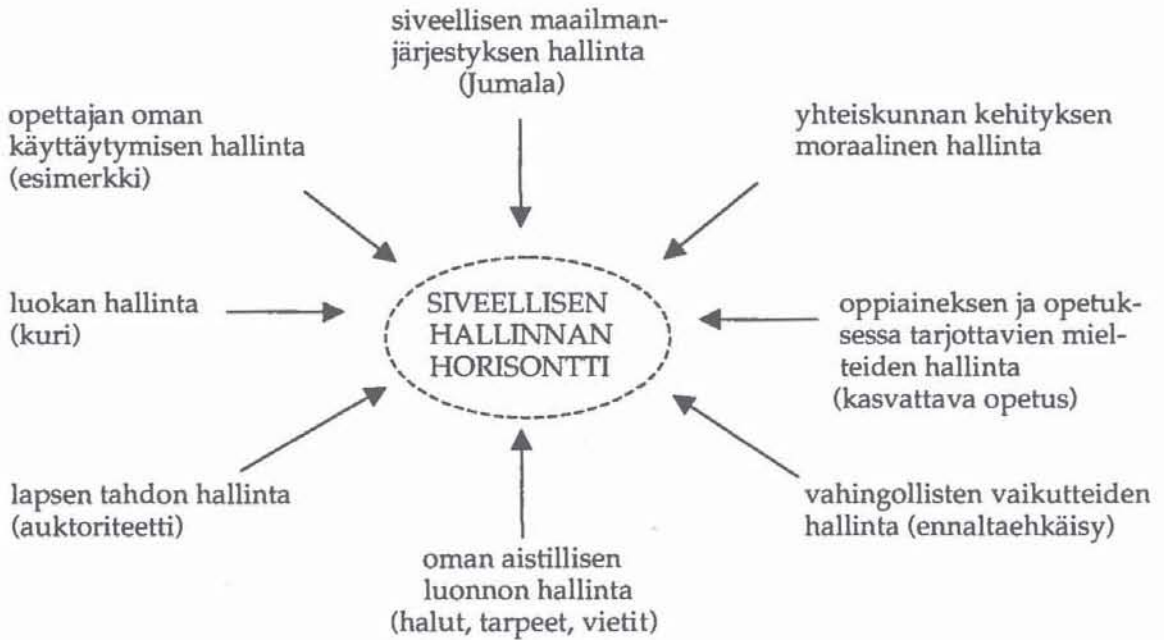 siveellisen maailman-
järjestyksen hallinta
(Jumala)
opettajan oman
käyttäytymisen hallinta
(esimerkki)
yhteiskunnan kehityksen
moraalinen hallinta
luokan hallinta
(kuri)
SIVEELLISEN
HALLINNAN
HORISONTTI
oppiaineksen ja opetuk-
sessa tarjottavien miel-
teiden hallinta
(kasvattava opetus)
lapsen tahdon hallinta
(auktoriteetti)
vahingollisten vaikutteiden
hallinta (ennaltaehkäisy)
oman aistillisen
luonnon hallinta
(halut, tarpeet, vietit)